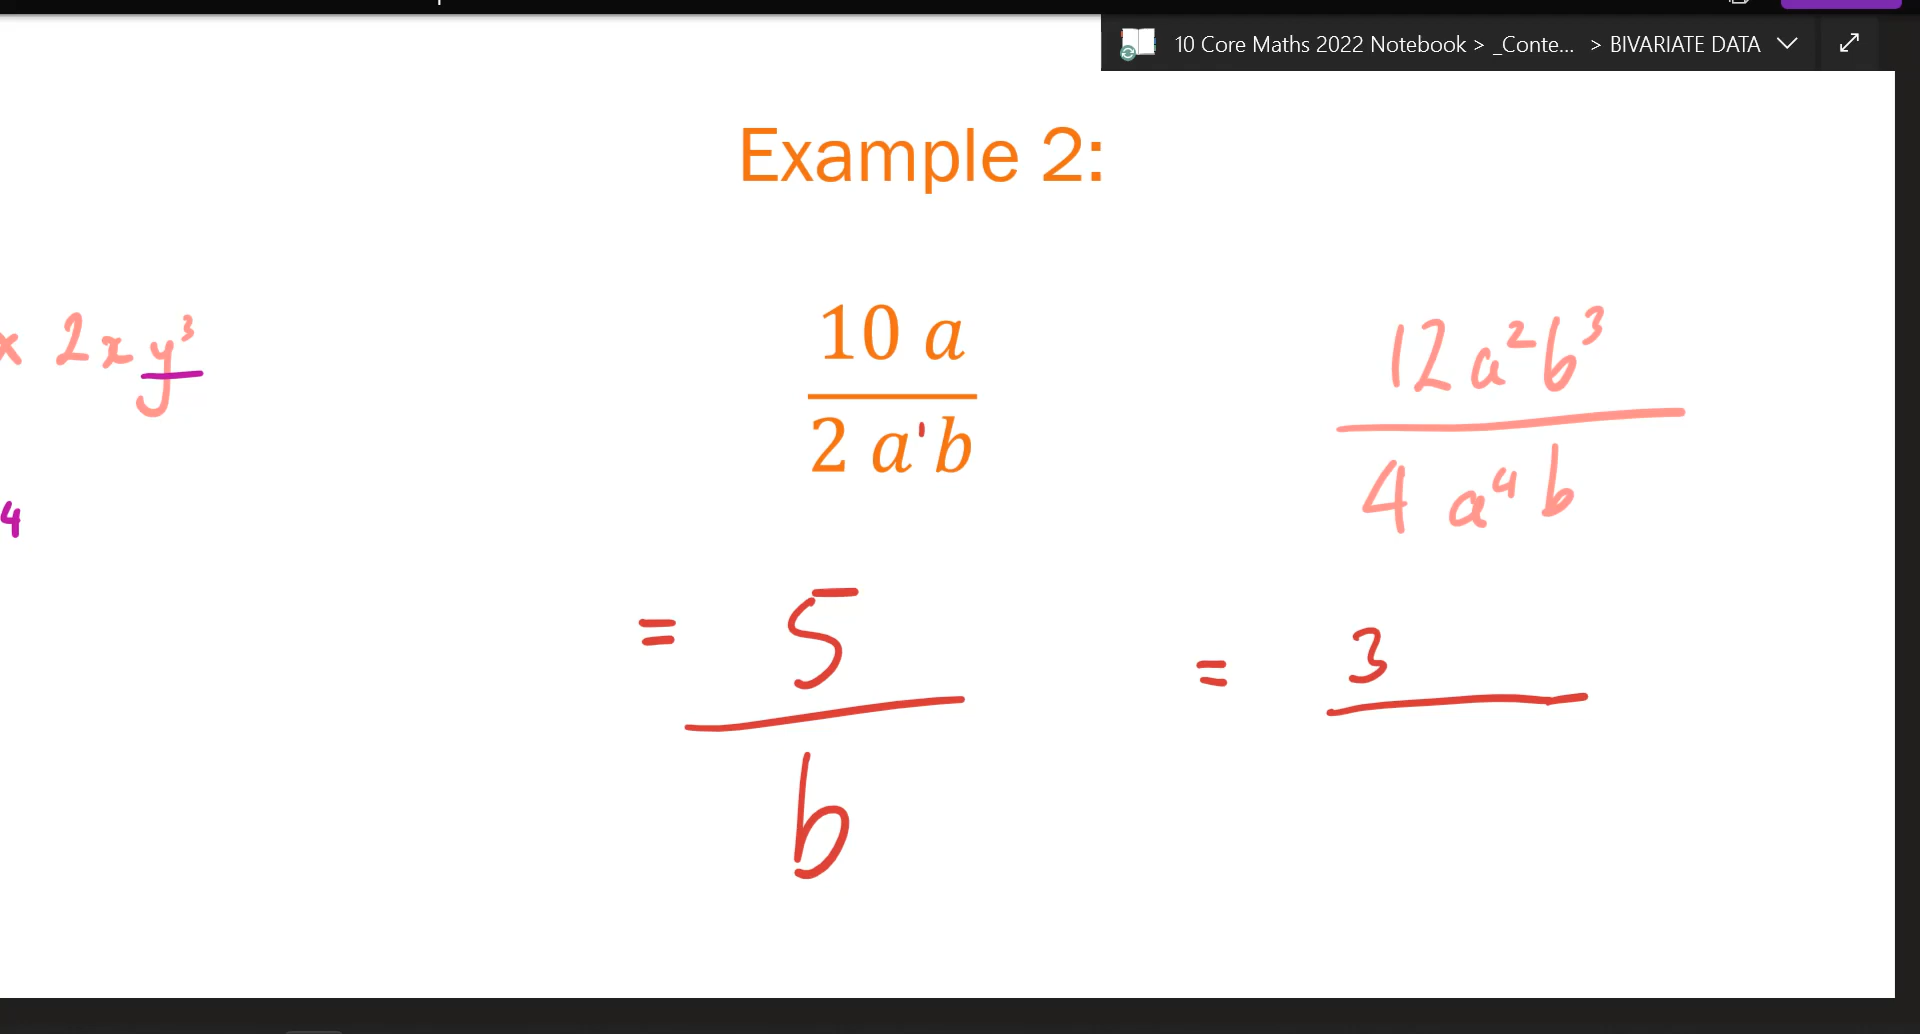 10 Core Maths 2022 Notebook > _Conte... > BIVARIATE DATA
Example 2:
x 2xy³
4
10 a
2 a'b
= 5
b
12a²b³
4 a⁴ b
= 3